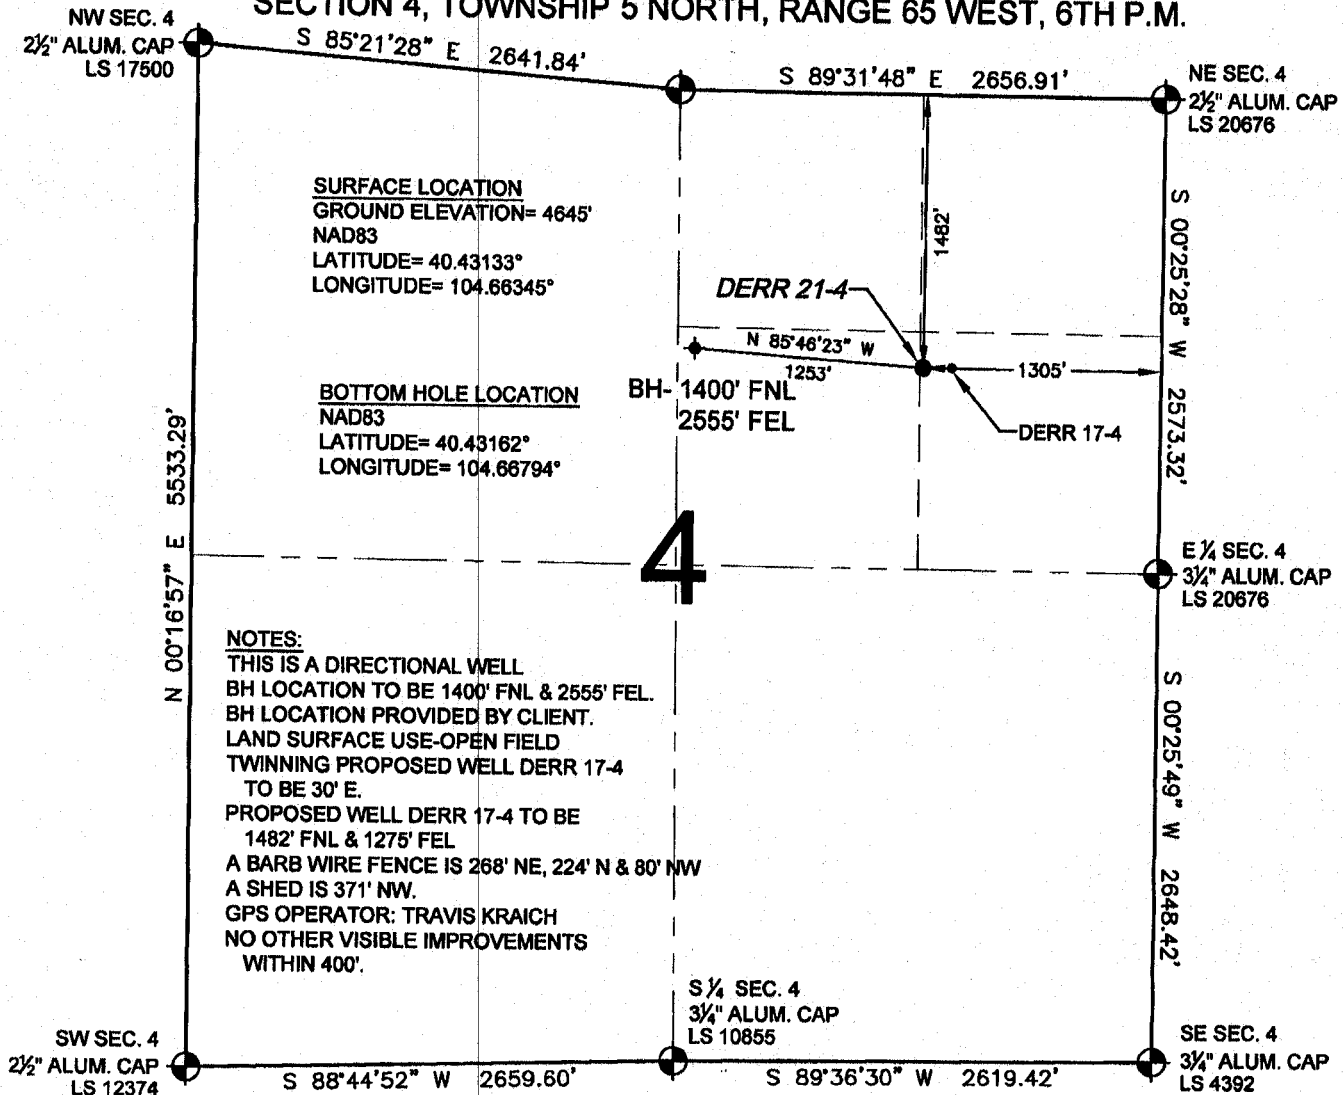 SECTION 4, TOWNSHIP 5 NORTH, RANGE 65 WEST, 6TH P.M.
NW SEC. 4
2½" ALUM. CAP
LS 17500
S 85°21'28" E 2641.84'
S 89°31'48" E 2656.91'
NE SEC. 4
2½" ALUM. CAP
LS 20676
SURFACE LOCATION
GROUND ELEVATION= 4645'
NAD83
LATITUDE= 40.43133°
LONGITUDE= 104.66345°
1482'
S 00°25'28" W 2573.32'
DERR 21-4
N 85°46'23" W
1253'
1305'
BH- 1400' FNL
2555' FEL
DERR 17-4
BOTTOM HOLE LOCATION
NAD83
LATITUDE= 40.43162°
LONGITUDE= 104.66794°
N 00°16'57" E 5533.29'
4
E ¼ SEC. 4
3¼" ALUM. CAP
LS 20676
NOTES:
THIS IS A DIRECTIONAL WELL
BH LOCATION TO BE 1400' FNL & 2555' FEL.
BH LOCATION PROVIDED BY CLIENT.
LAND SURFACE USE-OPEN FIELD
TWINNING PROPOSED WELL DERR 17-4
TO BE 30' E.
PROPOSED WELL DERR 17-4 TO BE
1482' FNL & 1275' FEL
A BARB WIRE FENCE IS 268' NE, 224' N & 80' NW
A SHED IS 371' NW.
GPS OPERATOR: TRAVIS KRAICH
NO OTHER VISIBLE IMPROVEMENTS
WITHIN 400'.
S 00°25'49" W 2648.42'
S ¼ SEC. 4
3¼" ALUM. CAP
LS 10855
SW SEC. 4
2½" ALUM. CAP
LS 12374
S 88°44'52" W 2659.60'
S 89°36'30" W 2619.42'
SE SEC. 4
3¼" ALUM. CAP
LS 4392